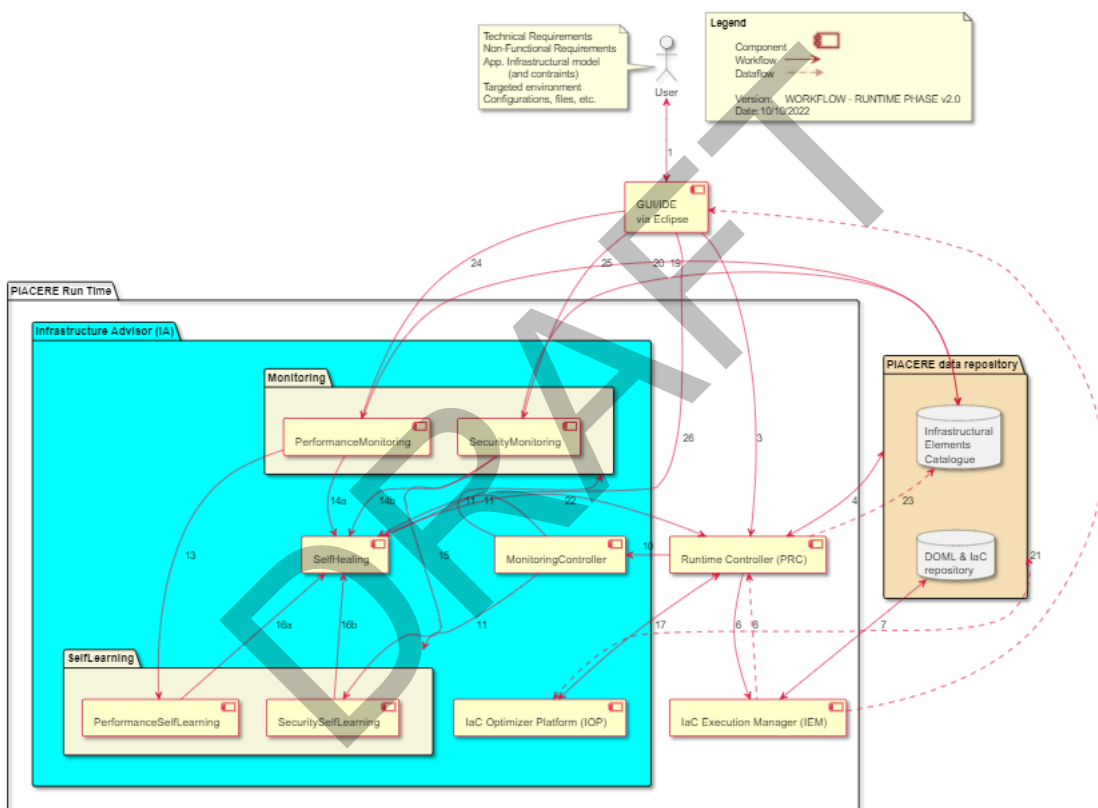 Technical Requirements
Non-Functional Requirements
App. Infrastructural model
(and contraints)
Targeted environment
Configurations, files, etc.
User
Legend
Component
Workflow
Dataflow
Version: WORKFLOW - RUNTIME PHASE v2.0
Date:10/10/2022
1
GUI/IDE
via Eclipse
24
25
20
19
PIACERE Run Time
Infrastructure Advisor (IA)
PIACERE data repository
Monitoring
Infrastructural
Elements
Catalogue
PerformanceMonitoring
SecurityMonitoring
26
3
14a
14b
11
11
22
4
23
13
15
10
21
SelfHealing
MonitoringController
Runtime Controller (PRC)
DOML & IaC
repository
16a
16b
11
17
6
8
7
SelfLearning
PerformanceSelfLearning
SecuritySelfLearning
IaC Optimizer Platform (IOP)
IaC Execution Manager (IEM)
DRAFT